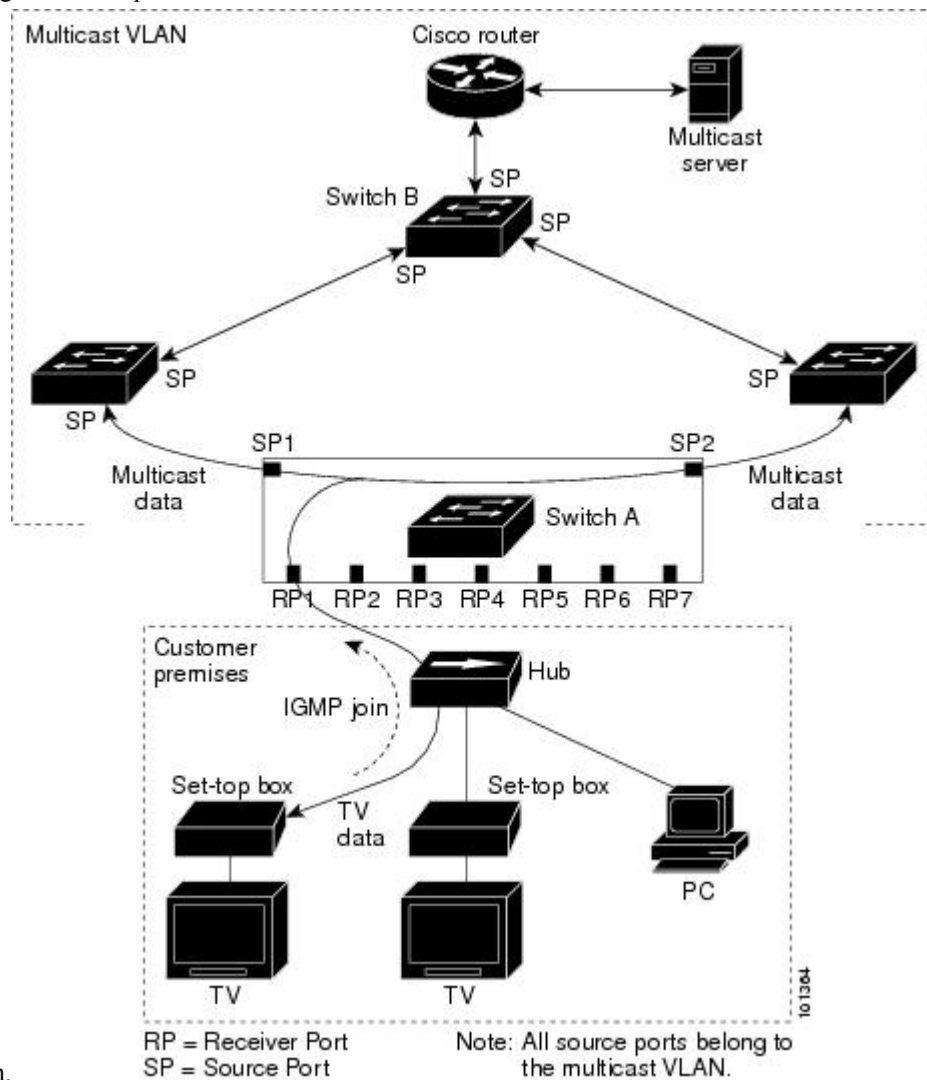 Multicast VLAN
Cisco router
Multicast
server
SP
Switch B
SP
SP
SP
SP
SP
SP1
SP2
Multicast
data
Multicast
data
Switch A
RP1 RP2 RP3 RP4 RP5 RP6 RP7
Customer
premises
Hub
IGMP join
Set-top box
Set-top box
TV
data
PC
TV
TV
101364
RP = Receiver Port
SP = Source Port
Note: All source ports belong to
the multicast VLAN.
n.